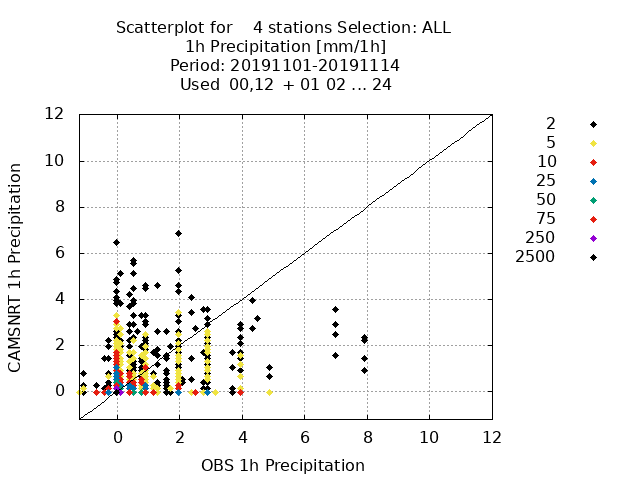 Scatterplot for    4 stations Selection: ALL
1h Precipitation [mm/1h]
Period: 20191101-20191114
Used  00,12  + 01 02 ... 24
CAMSNRT 1h Precipitation
12
10
8
6
4
2
0
0 2 4 6 8 10 12
OBS 1h Precipitation
2
5
10
25
50
75
250
2500